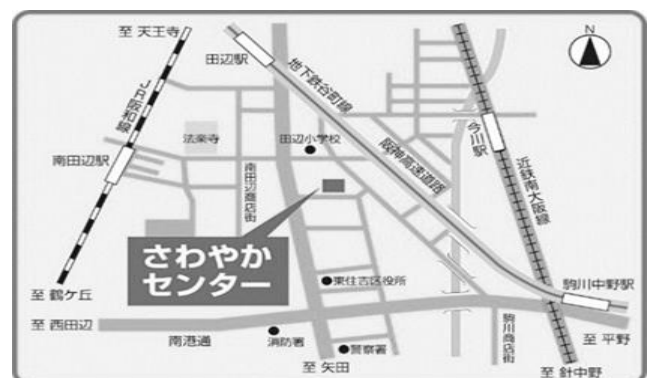 至 天王寺
田辺駅
地下鉄谷町線
N
JR阪和線
法楽寺
田辺小学校
今川駅
南田辺駅
南田辺商店街
阪神高速道路
近鉄南大阪線
さわやか
センター
至 鶴ケ丘
東住吉区役所
駒川中野駅
至 西田辺
南港通
消防署
警察署
駒川商店街
至 平野
至 矢田
至 針中野